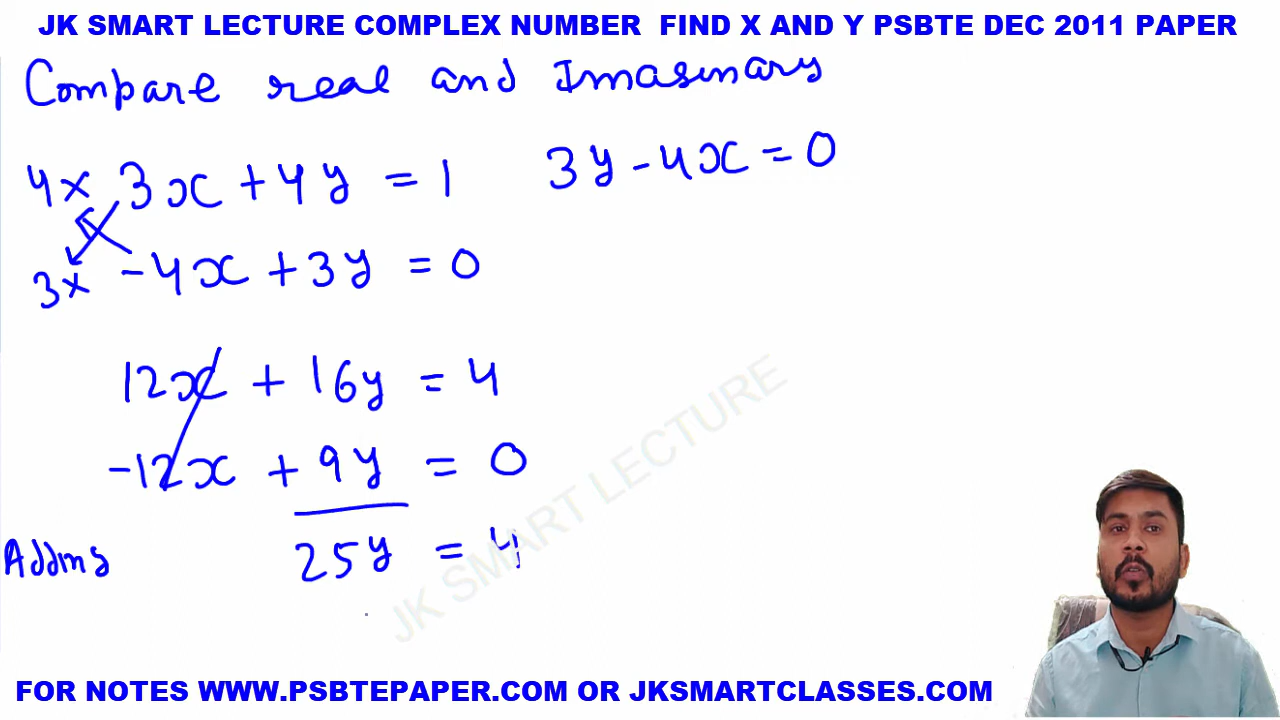 JK SMART LECTURE COMPLEX NUMBER FIND X AND Y PSBTE DEC 2011 PAPER
Compare real and Imaginary
4× 3x + 4y = 1    3y - 4x = 0
3× -4x + 3y = 0
12x + 16y = 4
-12x + 9y = 0
Adding 25y = 4
JK SMART LECTURE
FOR NOTES WWW.PSBTEPAPER.COM OR JKSMARTCLASSES.COM